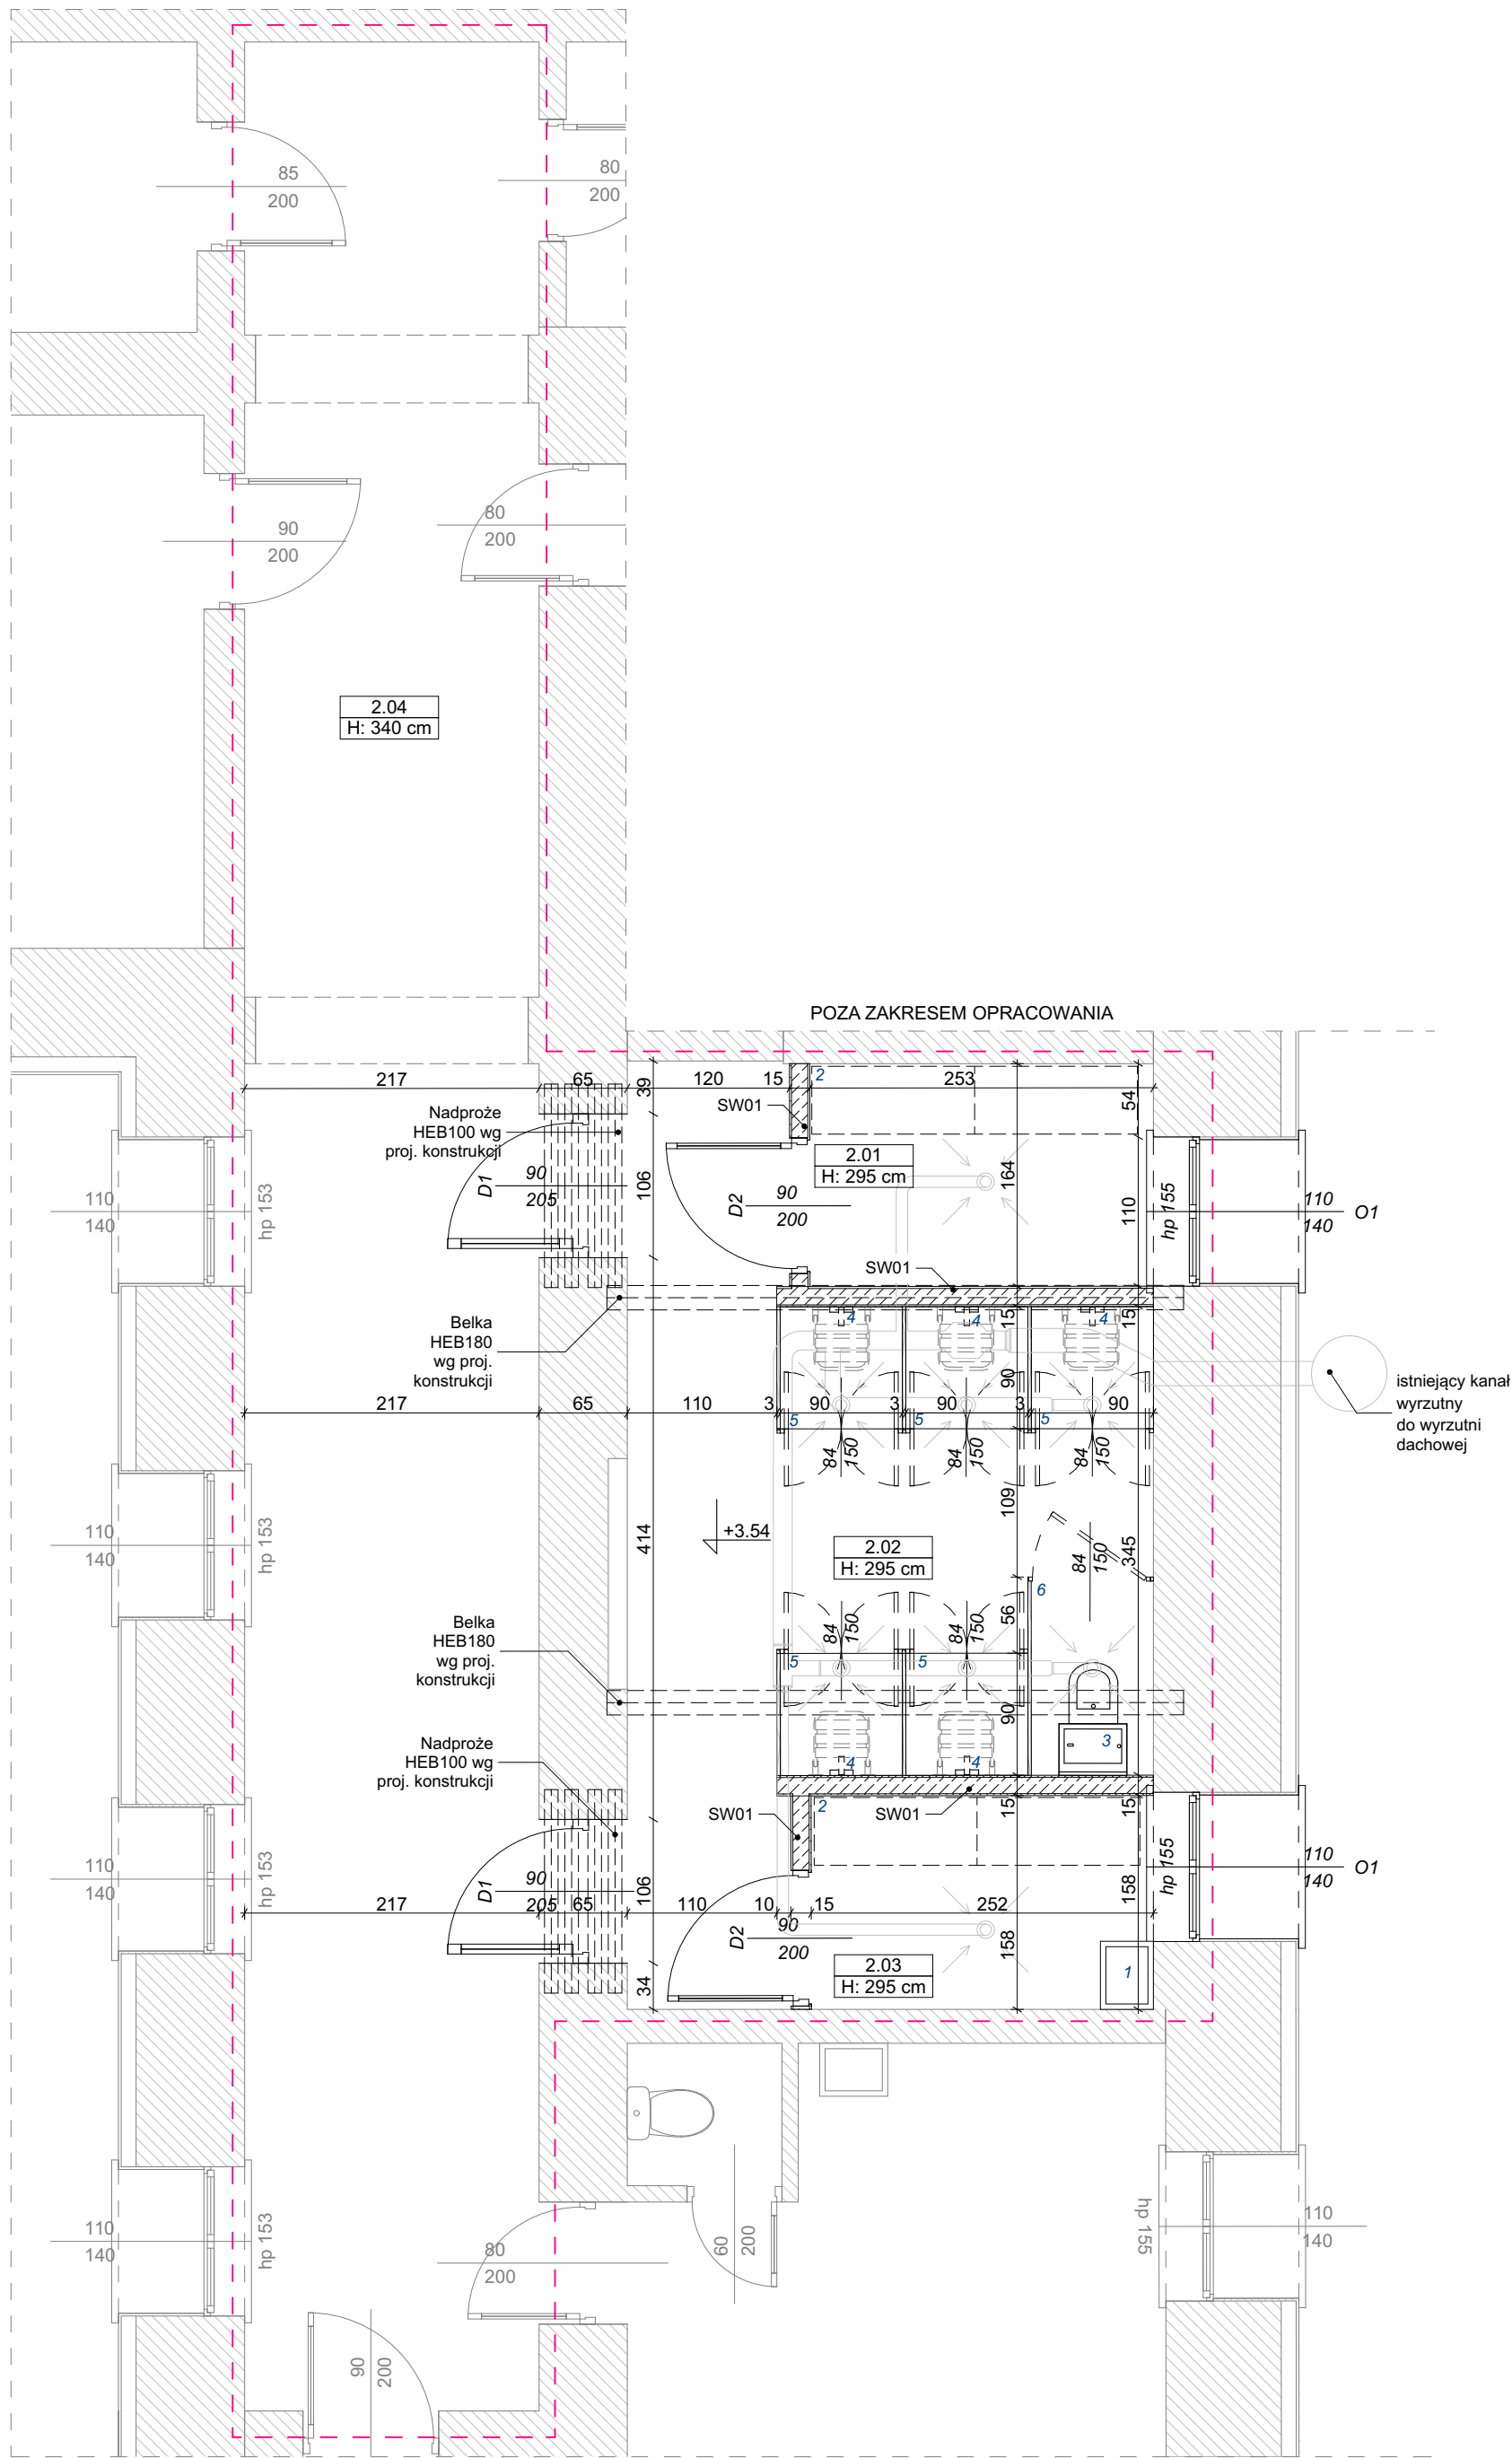 85
200
80
200
90
200
80
200
2.04
H: 340 cm
POZA ZAKRESEM OPRACOWANIA
217
65
39
120
15
2
253
54
SW01
Nadproże
HEB100 wg
proj. konstrukcji
D1
90
205
106
D2
90
200
2.01
H: 295 cm
164
110
hp 155
110
140
O1
110
140
hp 153
SW01
Belka
HEB180
wg proj.
konstrukcji
4
4
4
15
15
90
istniejący kanał
wyrzutny
do wyrzutni
dachowej
217
65
110
3
90
3
90
3
90
5
5
5
84
150
84
150
84
150
109
110
140
hp 153
414
+3.54
2.02
H: 295 cm
84
150
345
6
56
84
150
84
150
Belka
HEB180
wg proj.
konstrukcji
5
5
90
3
4
4
Nadproże
HEB100 wg
proj. konstrukcji
SW01
2
SW01
15
15
hp 155
110
140
O1
110
140
hp 153
D1
90
205
106
217
65
110
10
15
252
158
158
D2
90
200
2.03
H: 295 cm
1
34
110
140
hp 153
80
200
60
200
hp 155
110
140
90
200